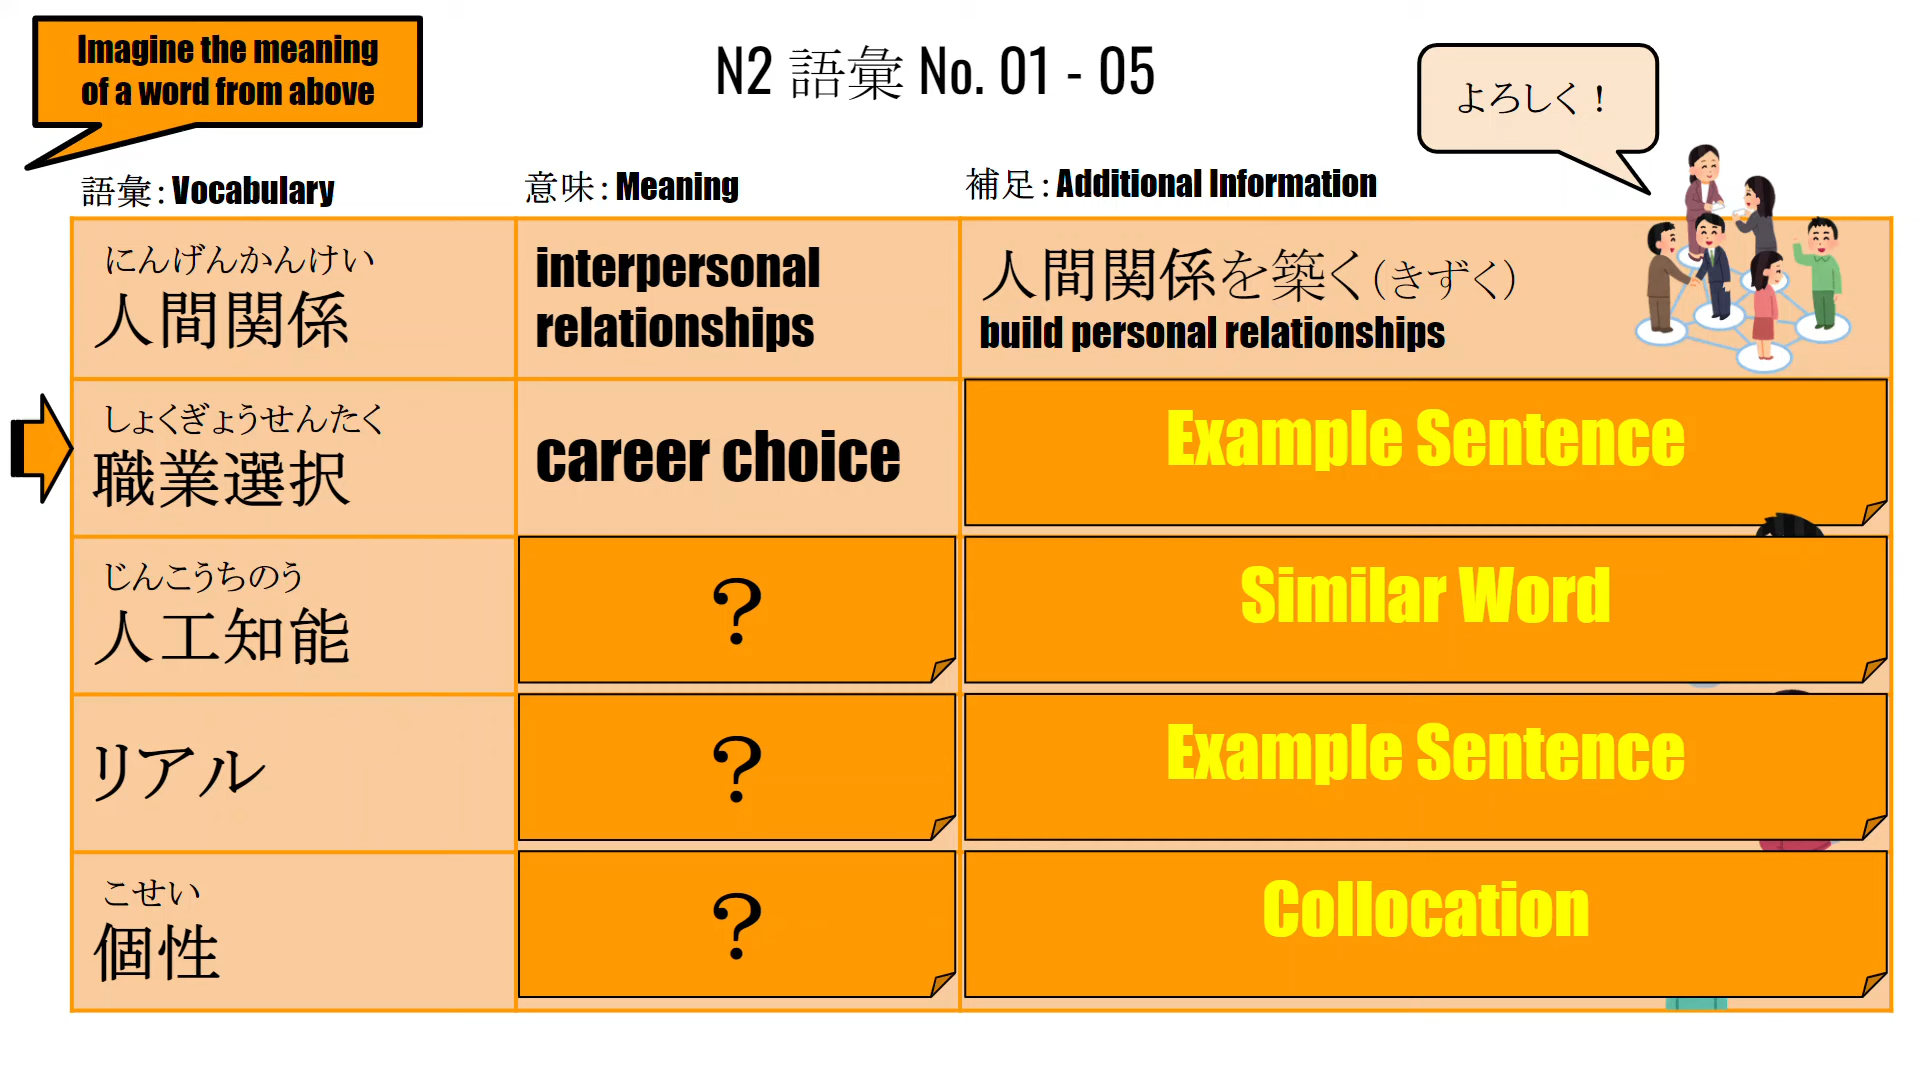 Imagine the meaning
of a word from above
N2 語彙 No. 01 - 05
よろしく！
語彙 : Vocabulary
意味 : Meaning
補足 : Additional Information
にんげんかんけい
人間関係
interpersonal
relationships
人間関係を築く(きずく)
build personal relationships
しょくぎょうせんたく
職業選択
career choice
Example Sentence
じんこうちのう
人工知能
？
Similar Word
リアル
？
Example Sentence
こせい
個性
？
Collocation